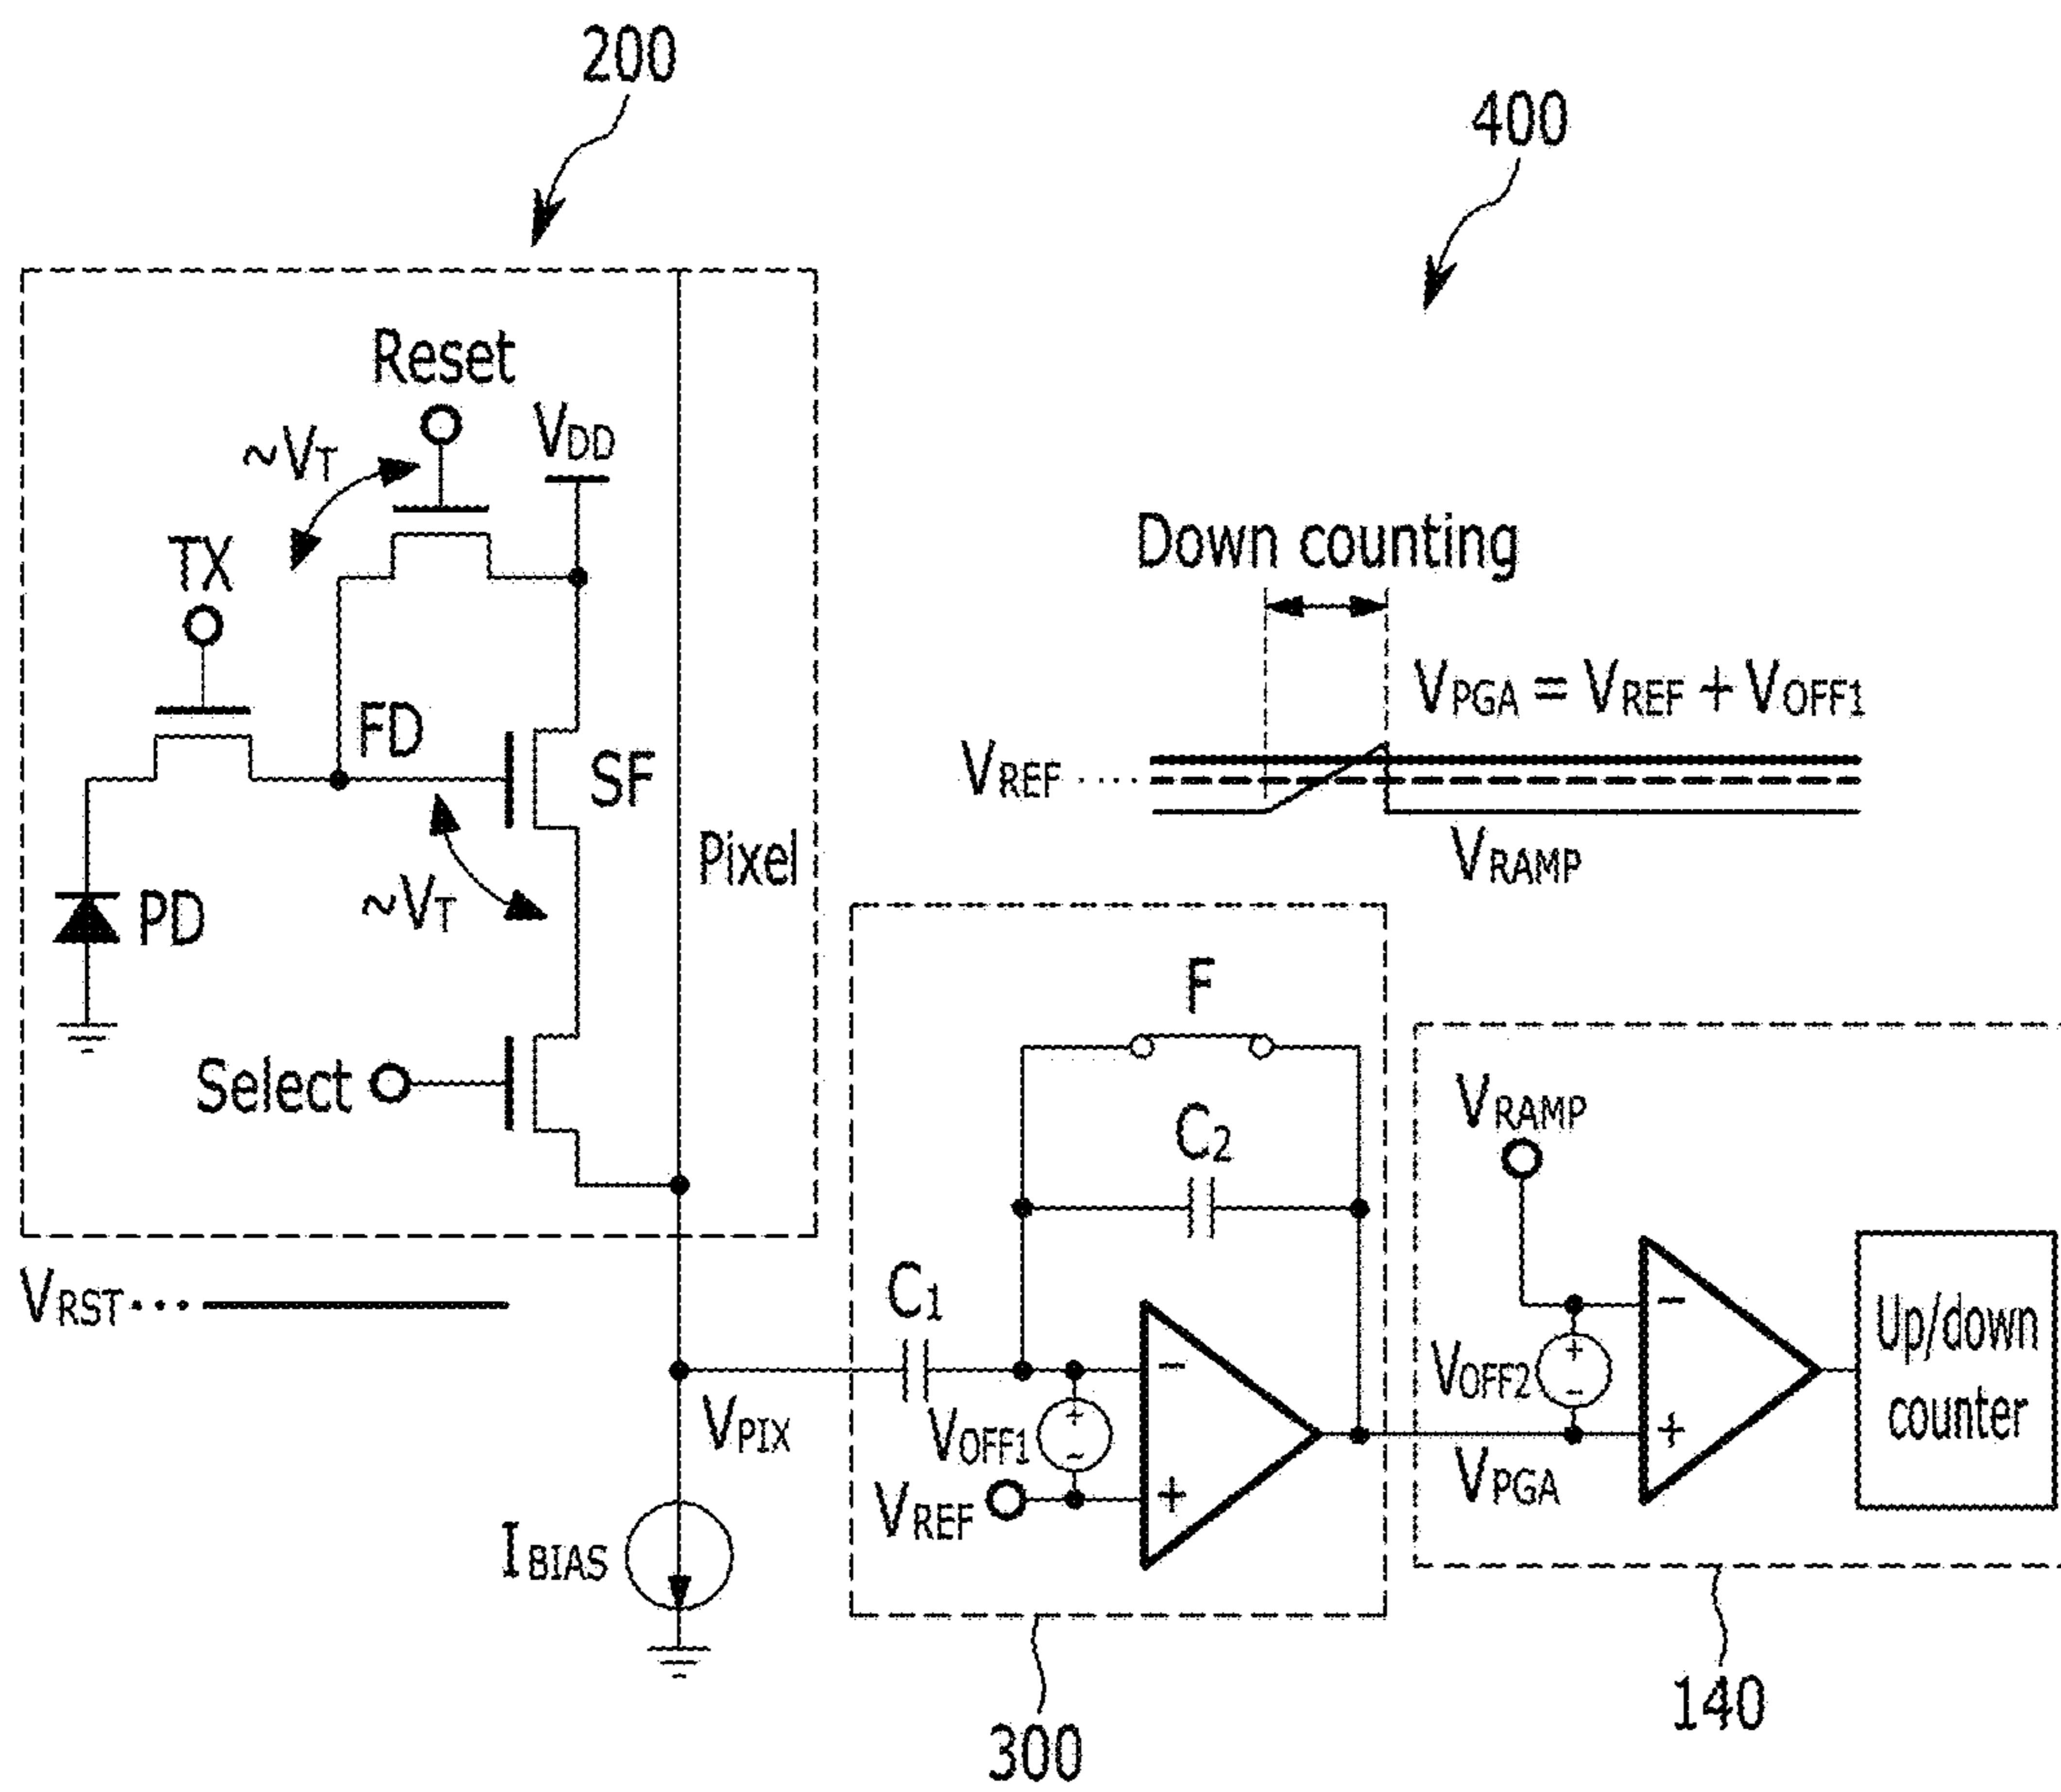 200
400
Reset
~VT
VDD
TX
FD
SF
Pixel
~VT
PD
Select
Down counting
VPGA = VREF + VOFF1
VREF ....
VRAMP
VRST...
F
C2
C1
VPIX
VOFF1
VREF
- + + -
IBIAS
VRAMP
VOFF2
+ - - +
VPGA
Up/down
counter
300
140